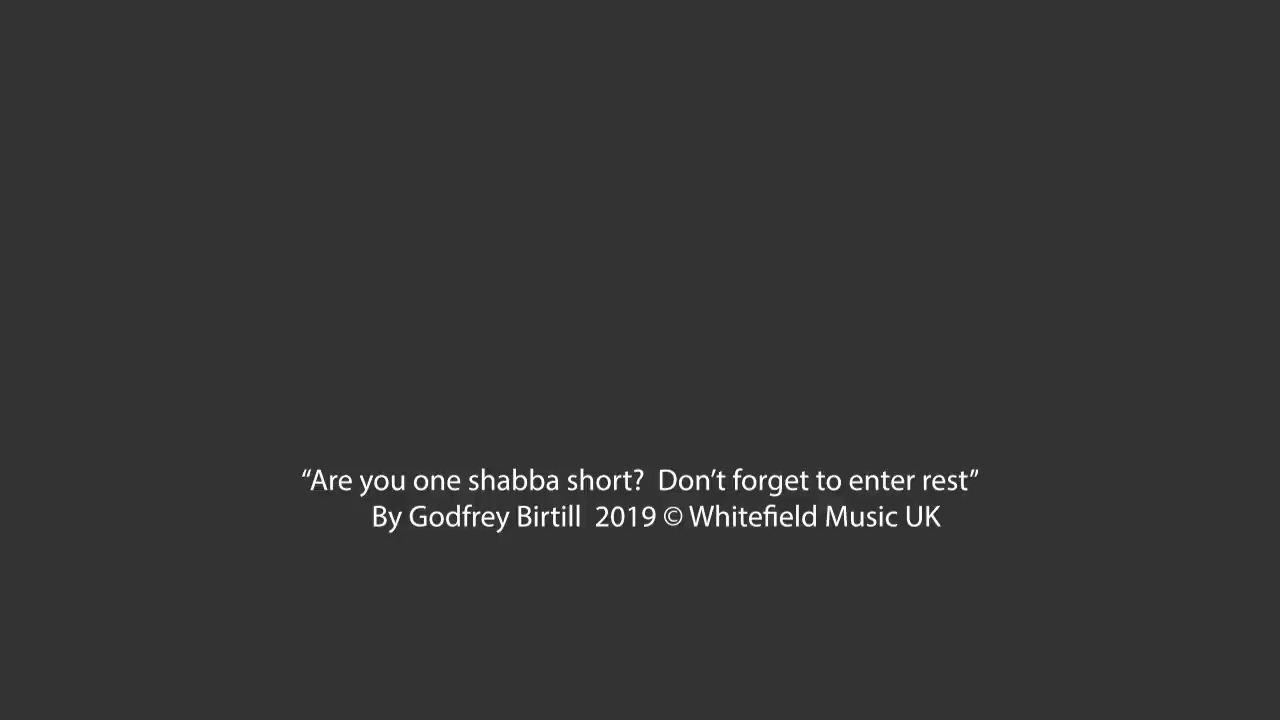 “Are you one shabba short?  Don’t forget to enter rest”
By Godfrey Birtill  2019 © Whitefield Music UK